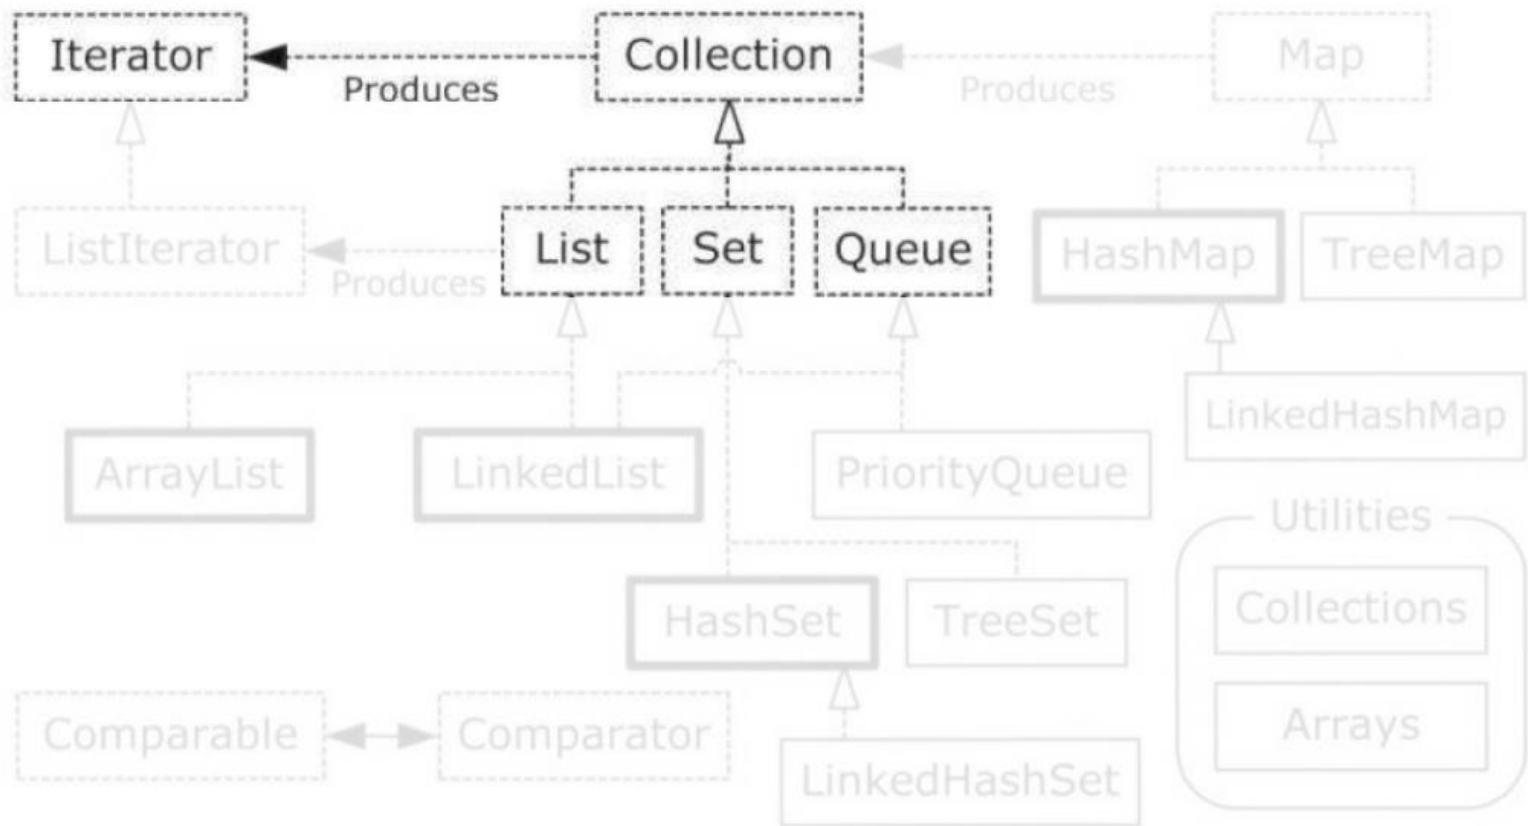 Iterator
Produces
Collection
Produces
Map
ListIterator
Produces
List
Set
Queue
HashMap
TreeMap
LinkedHashMap
ArrayList
LinkedList
PriorityQueue
Utilities
Collections
Arrays
HashSet
TreeSet
Comparable
Comparator
LinkedHashSet